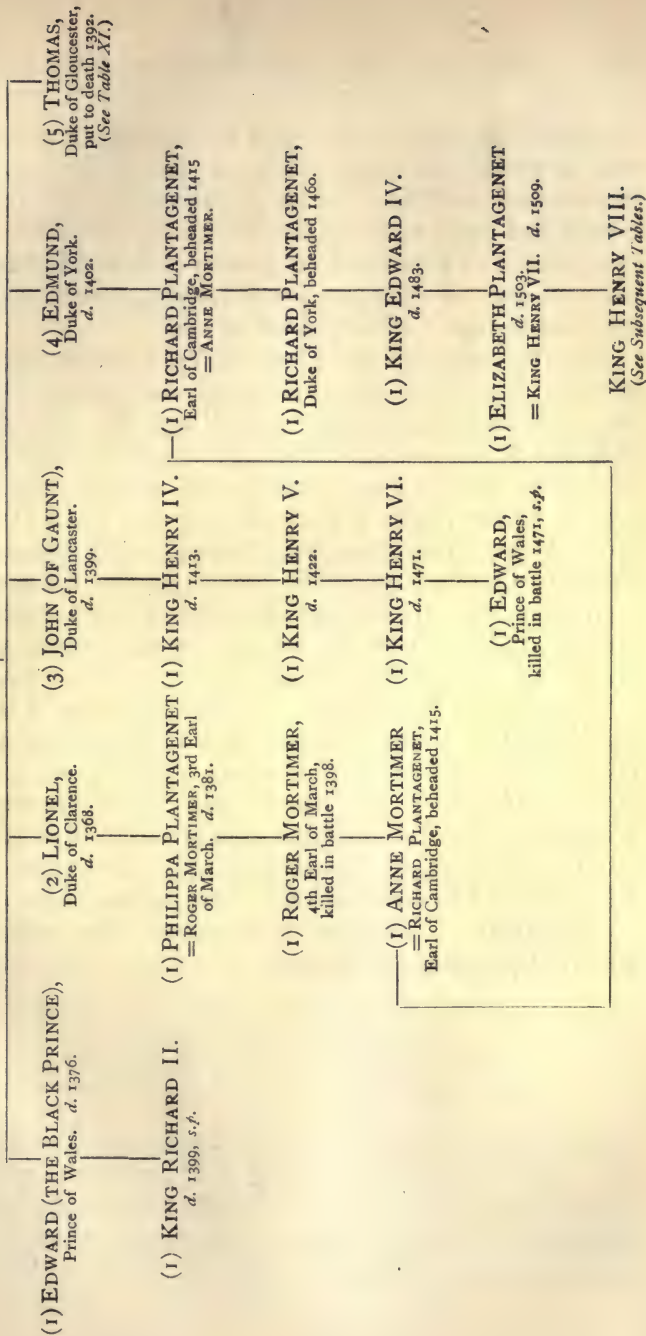 (1) EDWARD (THE BLACK PRINCE),
Prince of Wales. d. 1376.
(2) LIONEL,
Duke of Clarence.
d. 1368.
(3) JOHN (OF GAUNT),
Duke of Lancaster.
d. 1399.
(4) EDMUND,
Duke of York.
d. 1402.
(5) THOMAS,
Duke of Gloucester,
put to death 1392.
(See Table XI.)
(1) KING RICHARD II.
d. 1399, s.p.
(1) PHILIPPA PLANTAGENET
= ROGER MORTIMER, 3rd Earl
of March. d. 1381.
(1) KING HENRY IV.
d. 1413.
(1) RICHARD PLANTAGENET,
Earl of Cambridge, beheaded 1415
= ANNE MORTIMER.
(1) ROGER MORTIMER,
4th Earl of March,
killed in battle 1398.
(1) KING HENRY V.
d. 1422.
(1) RICHARD PLANTAGENET,
Duke of York, beheaded 1460.
(1) ANNE MORTIMER
= RICHARD PLANTAGENET,
Earl of Cambridge, beheaded 1415.
(1) KING HENRY VI.
d. 1471.
(1) KING EDWARD IV.
d. 1483.
(1) EDWARD,
Prince of Wales,
killed in battle 1471, s.p.
(1) ELIZABETH PLANTAGENET
d. 1503.
= KING HENRY VII. d. 1509.
KING HENRY VIII.
(See Subsequent Tables.)